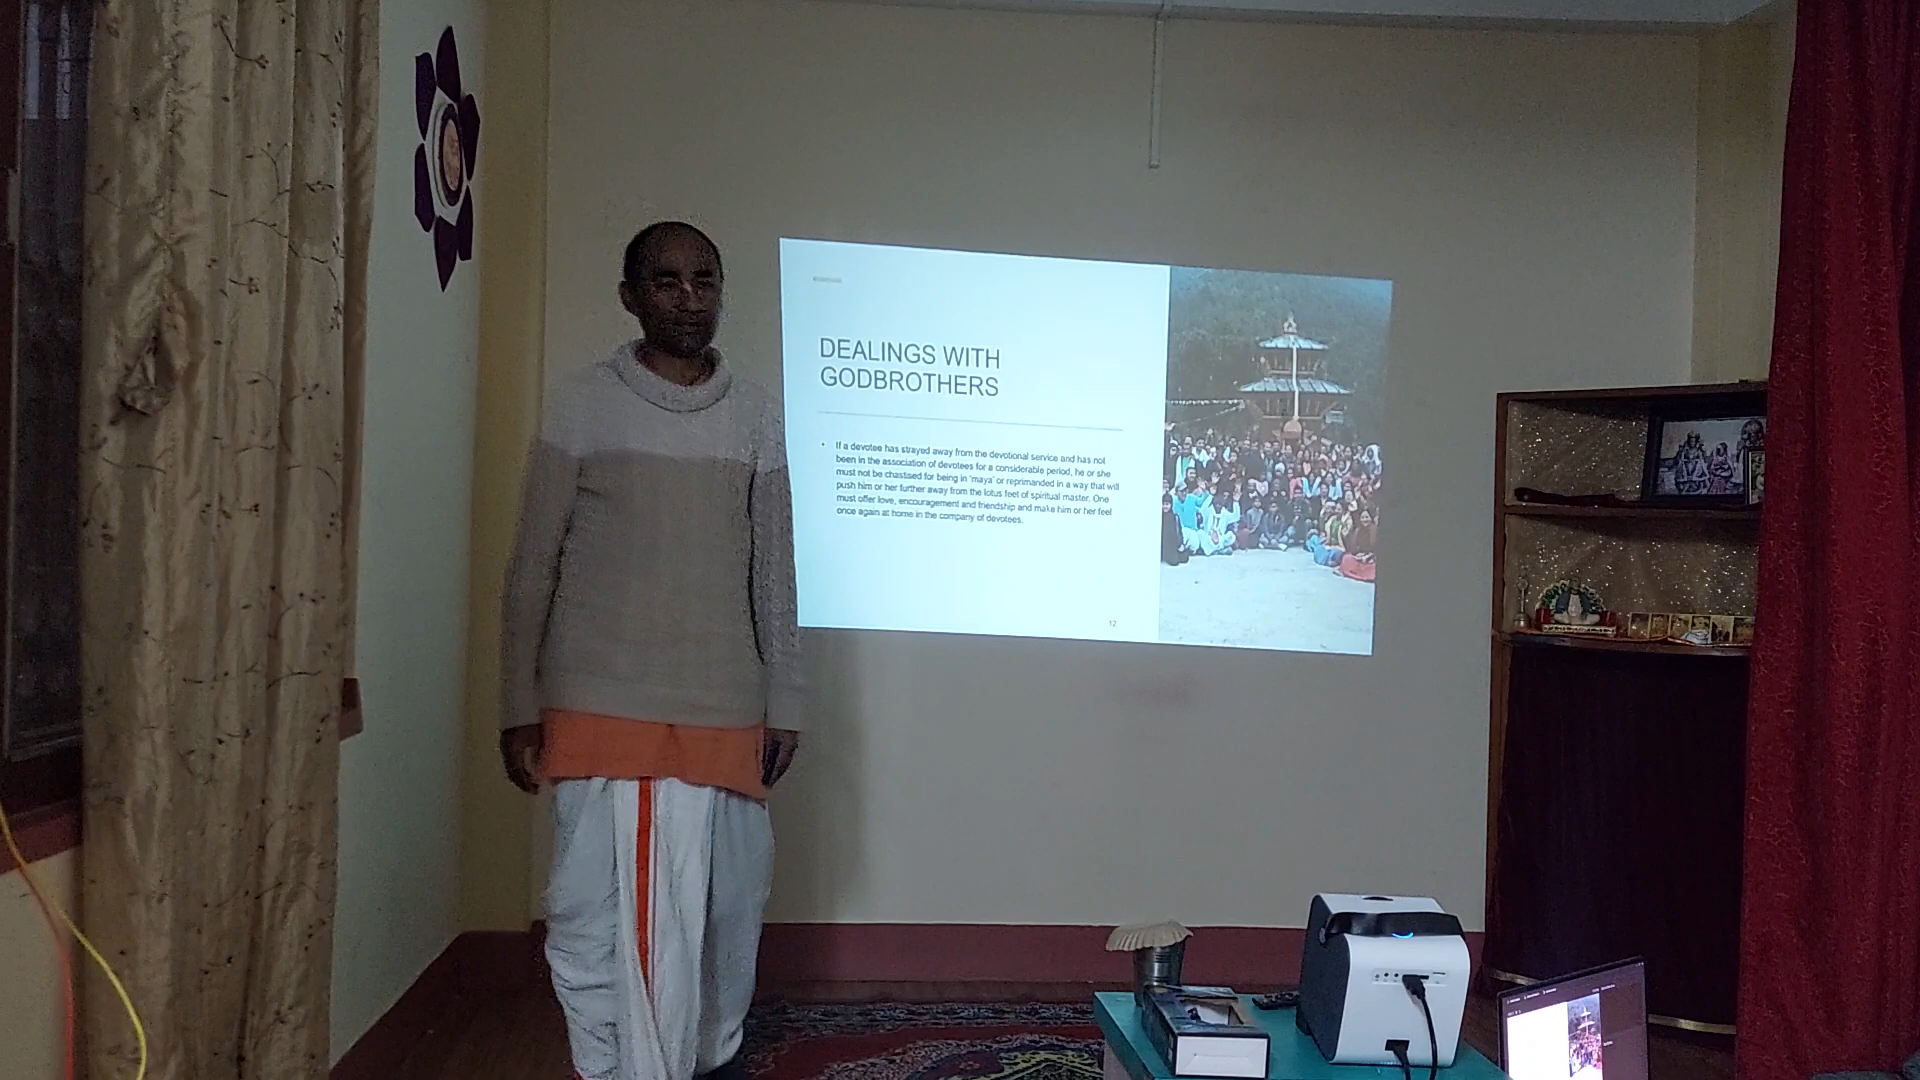 DEALINGS WITH
GODBROTHERS
• If a devotee has strayed away from the devotional service and has not
been in the association of devotees for a considerable period, he or she
must not be chastised for being in 'maya' or reprimanded in a way that will
push him or her further away from the lotus feet of spiritual master. One
must offer love, encouragement and friendship and make him or her feel
once again at home in the company of devotees.
12